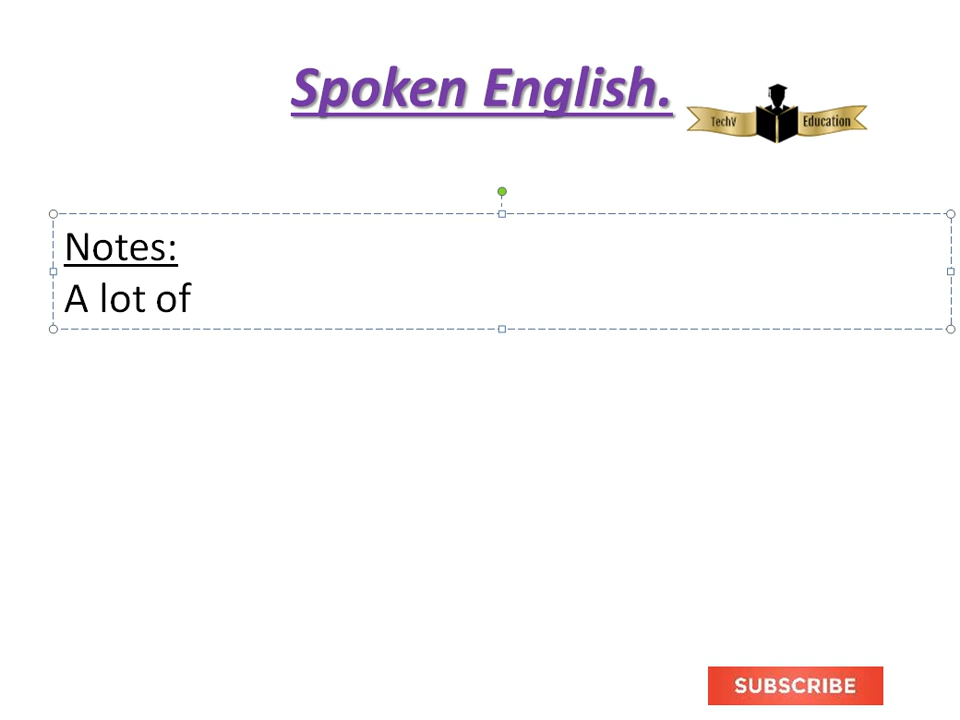 Spoken English.
TechV Education
Notes:
A lot of
SUBSCRIBE